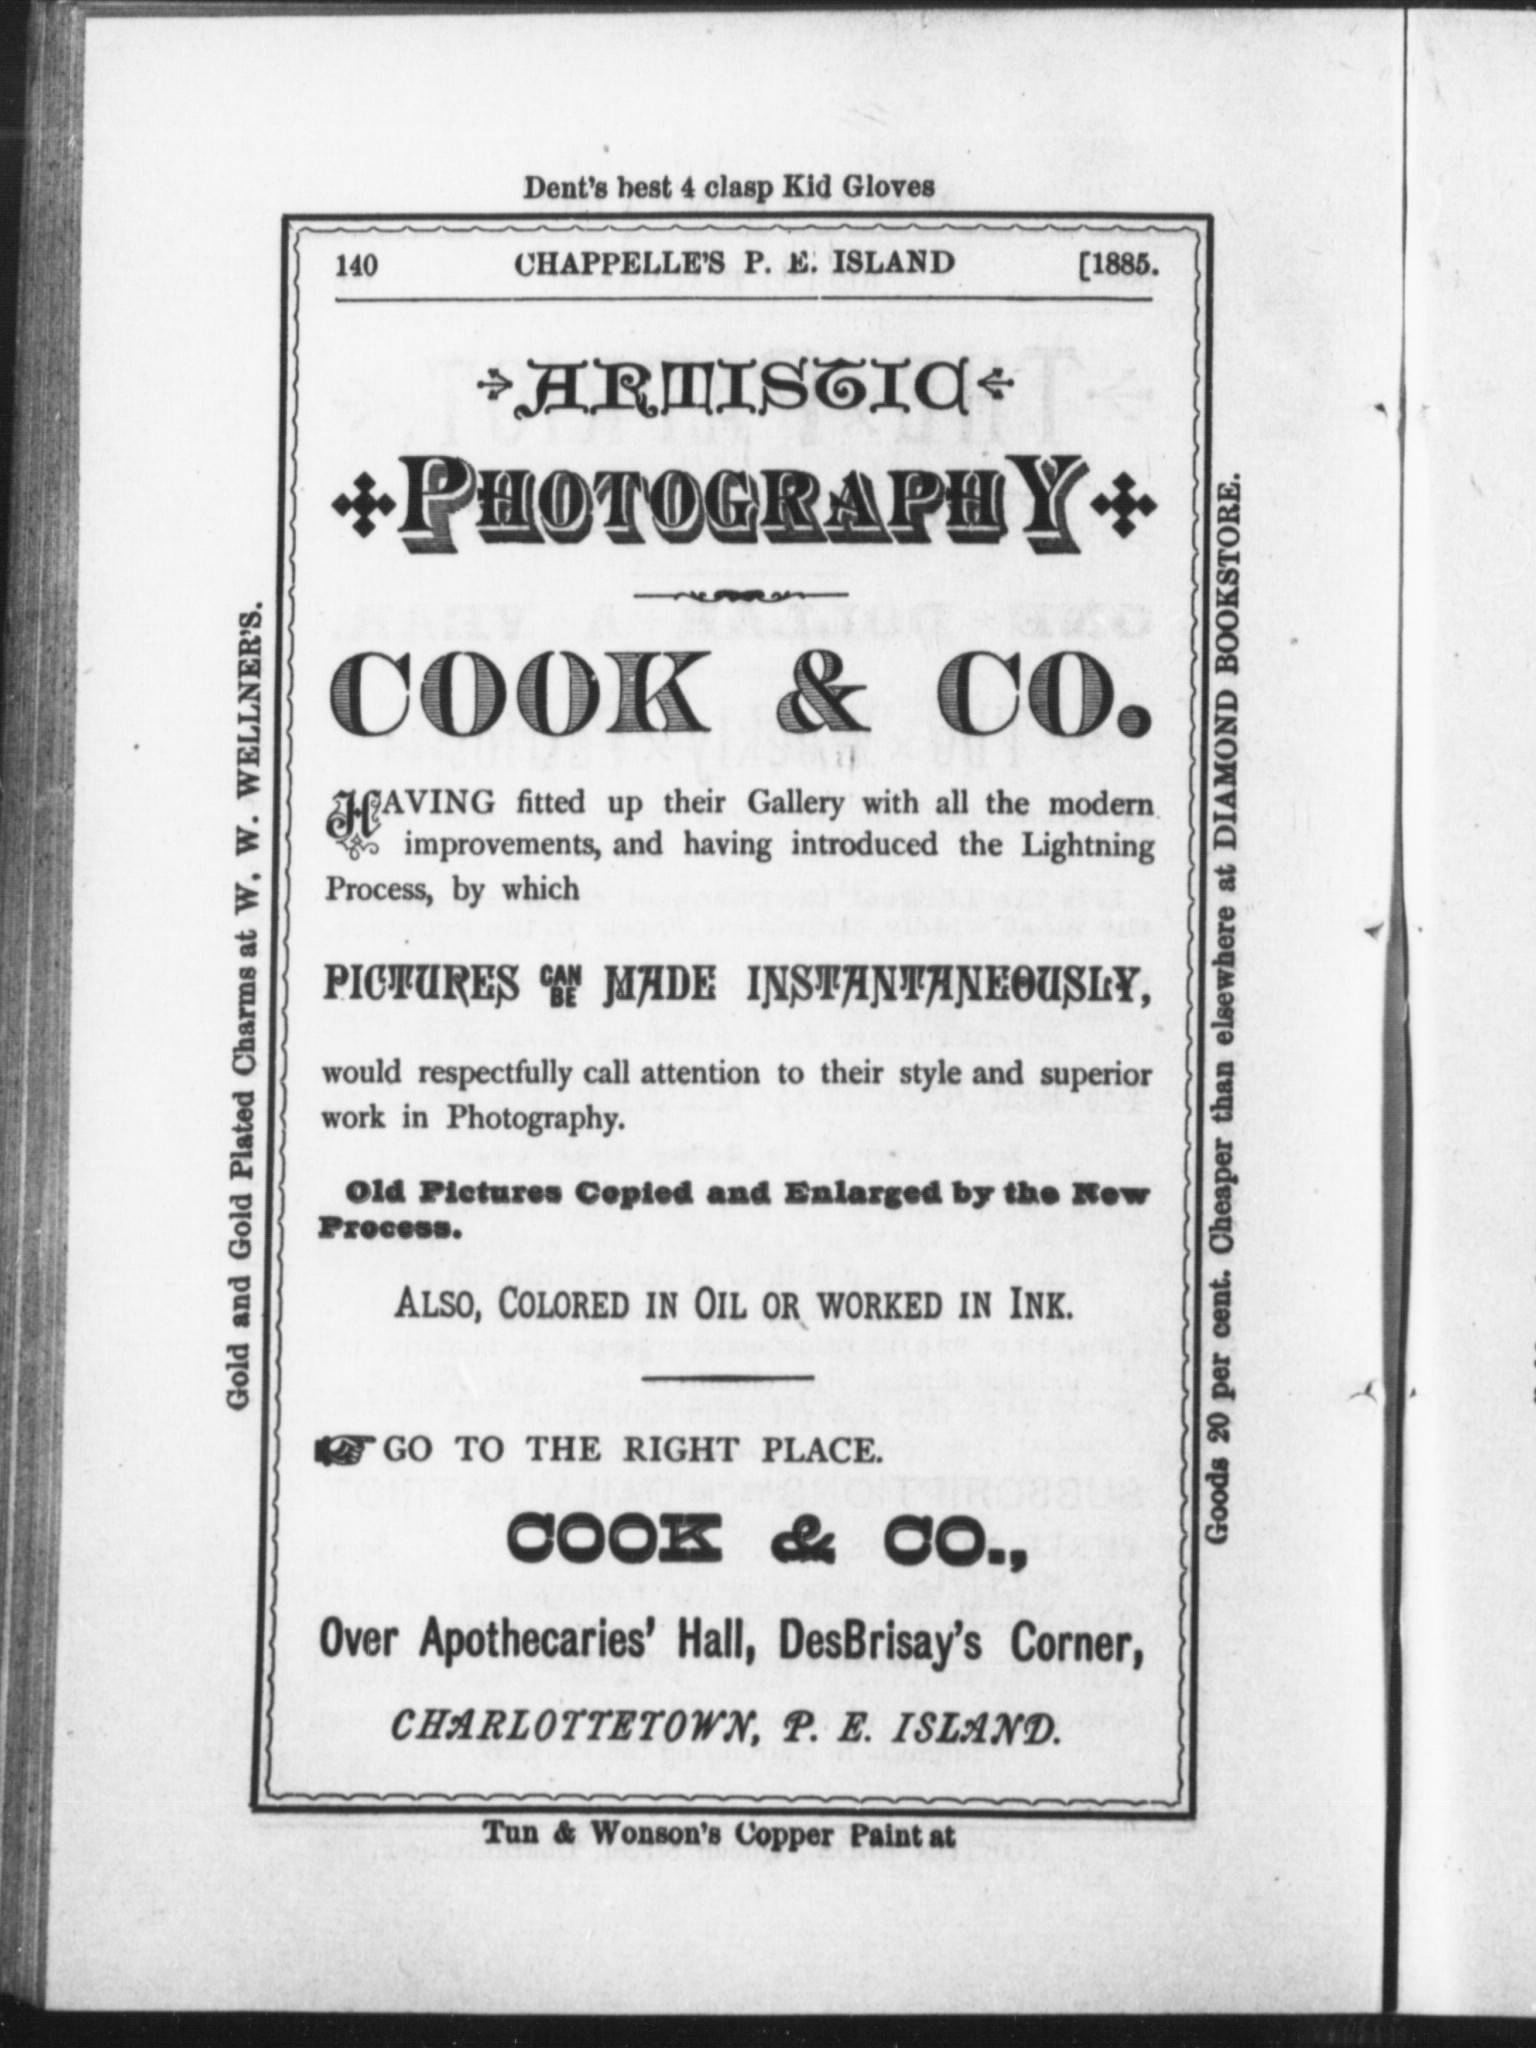 Dent's best 4 clasp Kid Gloves
140 CHAPPELLE'S P. E. ISLAND [1885.
ARTISTIC
PHOTOGRAPHY
COOK & CO.
HAVING fitted up their Gallery with all the modern
improvements, and having introduced the Lightning
Process, by which
PICTURES CAN BE MADE INSTANTANEOUSLY,
would respectfully call attention to their style and superior
work in Photography.
Old Pictures Copied and Enlarged by the New
Process.
ALSO, COLORED IN OIL OR WORKED IN INK.
GO TO THE RIGHT PLACE.
COOK & CO.,
Over Apothecaries' Hall, DesBrisay's Corner,
CHARLOTTETOWN, P. E. ISLAND.
Tun & Wonson's Copper Paint at
Gold and Gold Plated Charms at W. W. WELLNER'S.
Goods 20 per cent. Cheaper than elsewhere at DIAMOND BOOKSTORE.